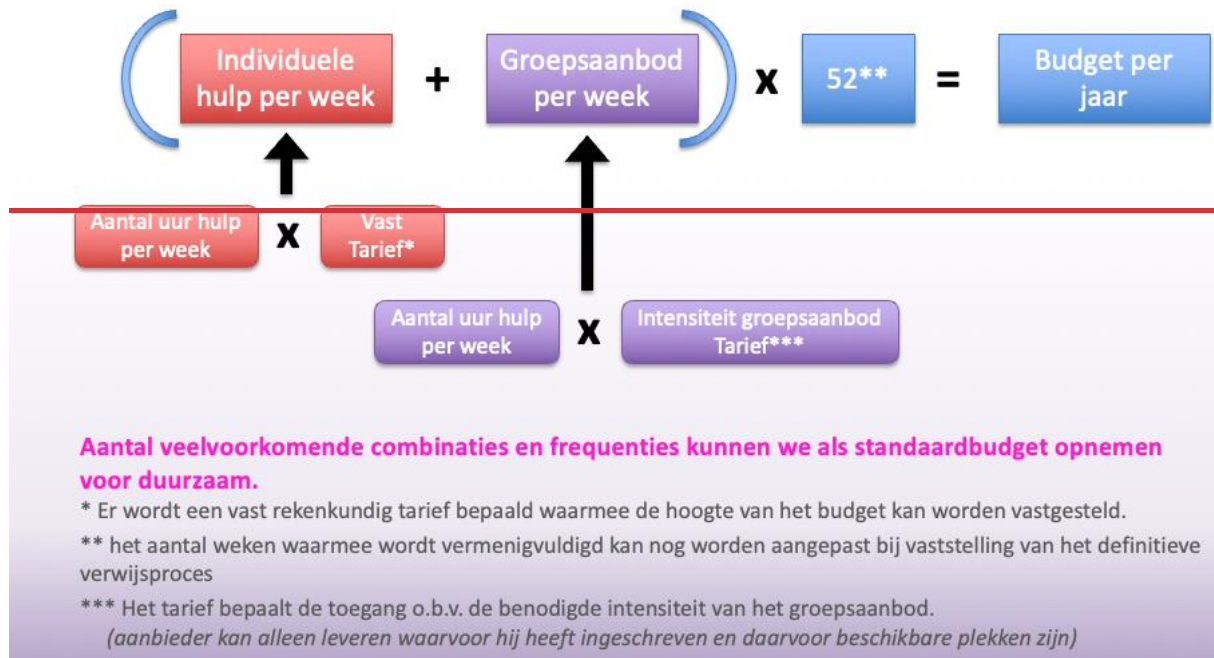 Individuele
hulp per week
+
Groepsaanbod
per week
x
52**
=
Budget per
jaar
Aantal uur hulp
per week
x
Vast
Tarief*
Aantal uur hulp
per week
x
Intensiteit groepsaanbod
Tarief***
Aantal veelvoorkomende combinaties en frequenties kunnen we als standaardbudget opnemen
voor duurzaam.
* Er wordt een vast rekenkundig tarief bepaald waarmee de hoogte van het budget kan worden vastgesteld.
** het aantal weken waarmee wordt vermenigvuldigd kan nog worden aangepast bij vaststelling van het definitieve
verwijsproces
*** Het tarief bepaalt de toegang o.b.v. de benodigde intensiteit van het groepsaanbod.
(aanbieder kan alleen leveren waarvoor hij heeft ingeschreven en daarvoor beschikbare plekken zijn)